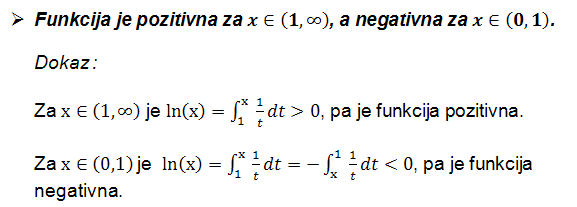 ➤ Funkcija je pozitivna za x ∈ (1, ∞), a negativna za x ∈ (0, 1).
Dokaz:
Za x ∈ (1, ∞) je ln(x) = ∫₁ˣ 1/t dt > 0, pa je funkcija pozitivna.
Za x ∈ (0,1) je ln(x) = ∫₁ˣ 1/t dt = − ∫ₓ¹ 1/t dt < 0, pa je funkcija
negativna.